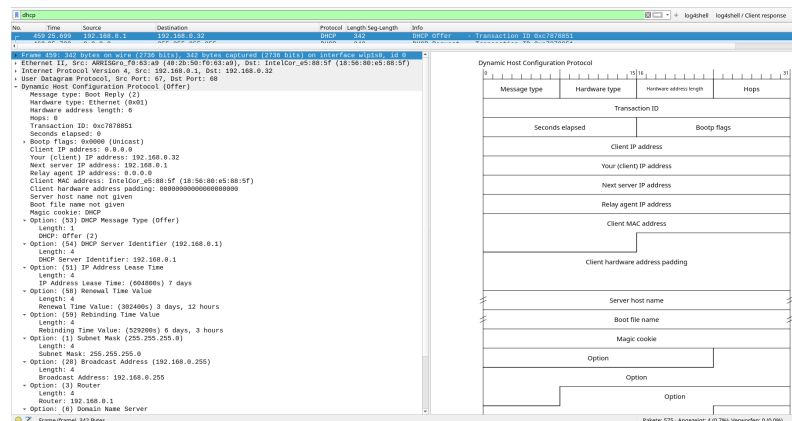 dhcp
log4shell log4shell / Client response
No. Time Source Destination Protocol Length Seg-Length Info
459 25.699 192.168.0.1 192.168.0.32 DHCP 342 DHCP Offer - Transaction ID 0xc7878851
Frame 459: 342 bytes on wire (2736 bits), 342 bytes captured (2736 bits) on interface wlp1s0, id 0
Ethernet II, Src: ARRISGro_f0:63:a9 (40:2b:50:f0:63:a9), Dst: IntelCor_e5:88:5f (18:56:80:e5:88:5f)
Internet Protocol Version 4, Src: 192.168.0.1, Dst: 192.168.0.32
User Datagram Protocol, Src Port: 67, Dst Port: 68
Dynamic Host Configuration Protocol (Offer)
Message type: Boot Reply (2)
Hardware type: Ethernet (0x01)
Hardware address length: 6
Hops: 0
Transaction ID: 0xc7878851
Seconds elapsed: 0
Bootp flags: 0x0000 (Unicast)
Client IP address: 0.0.0.0
Your (client) IP address: 192.168.0.32
Next server IP address: 192.168.0.1
Relay agent IP address: 0.0.0.0
Client MAC address: IntelCor_e5:88:5f (18:56:80:e5:88:5f)
Client hardware address padding: 00000000000000000000
Server host name not given
Boot file name not given
Magic cookie: DHCP
Option: (53) DHCP Message Type (Offer)
Length: 1
DHCP: Offer (2)
Option: (54) DHCP Server Identifier (192.168.0.1)
Length: 4
DHCP Server Identifier: 192.168.0.1
Option: (51) IP Address Lease Time
Length: 4
IP Address Lease Time: (604800s) 7 days
Option: (58) Renewal Time Value
Length: 4
Renewal Time Value: (302400s) 3 days, 12 hours
Option: (59) Rebinding Time Value
Length: 4
Rebinding Time Value: (529200s) 6 days, 3 hours
Option: (1) Subnet Mask (255.255.255.0)
Length: 4
Subnet Mask: 255.255.255.0
Option: (28) Broadcast Address (192.168.0.255)
Length: 4
Broadcast Address: 192.168.0.255
Option: (3) Router
Length: 4
Router: 192.168.0.1
Option: (6) Domain Name Server
Dynamic Host Configuration Protocol
0 15 16 31
Message type Hardware type Hardware address length Hops
Transaction ID
Seconds elapsed Bootp flags
Client IP address
Your (client) IP address
Next server IP address
Relay agent IP address
Client MAC address
Client hardware address padding
Server host name
Boot file name
Magic cookie
Option
Option
Option
Frame (frame), 342 Bytes
Pakete: 575 · Angezeigt: 4 (0.7%) · Verworfen: 0 (0.0%)